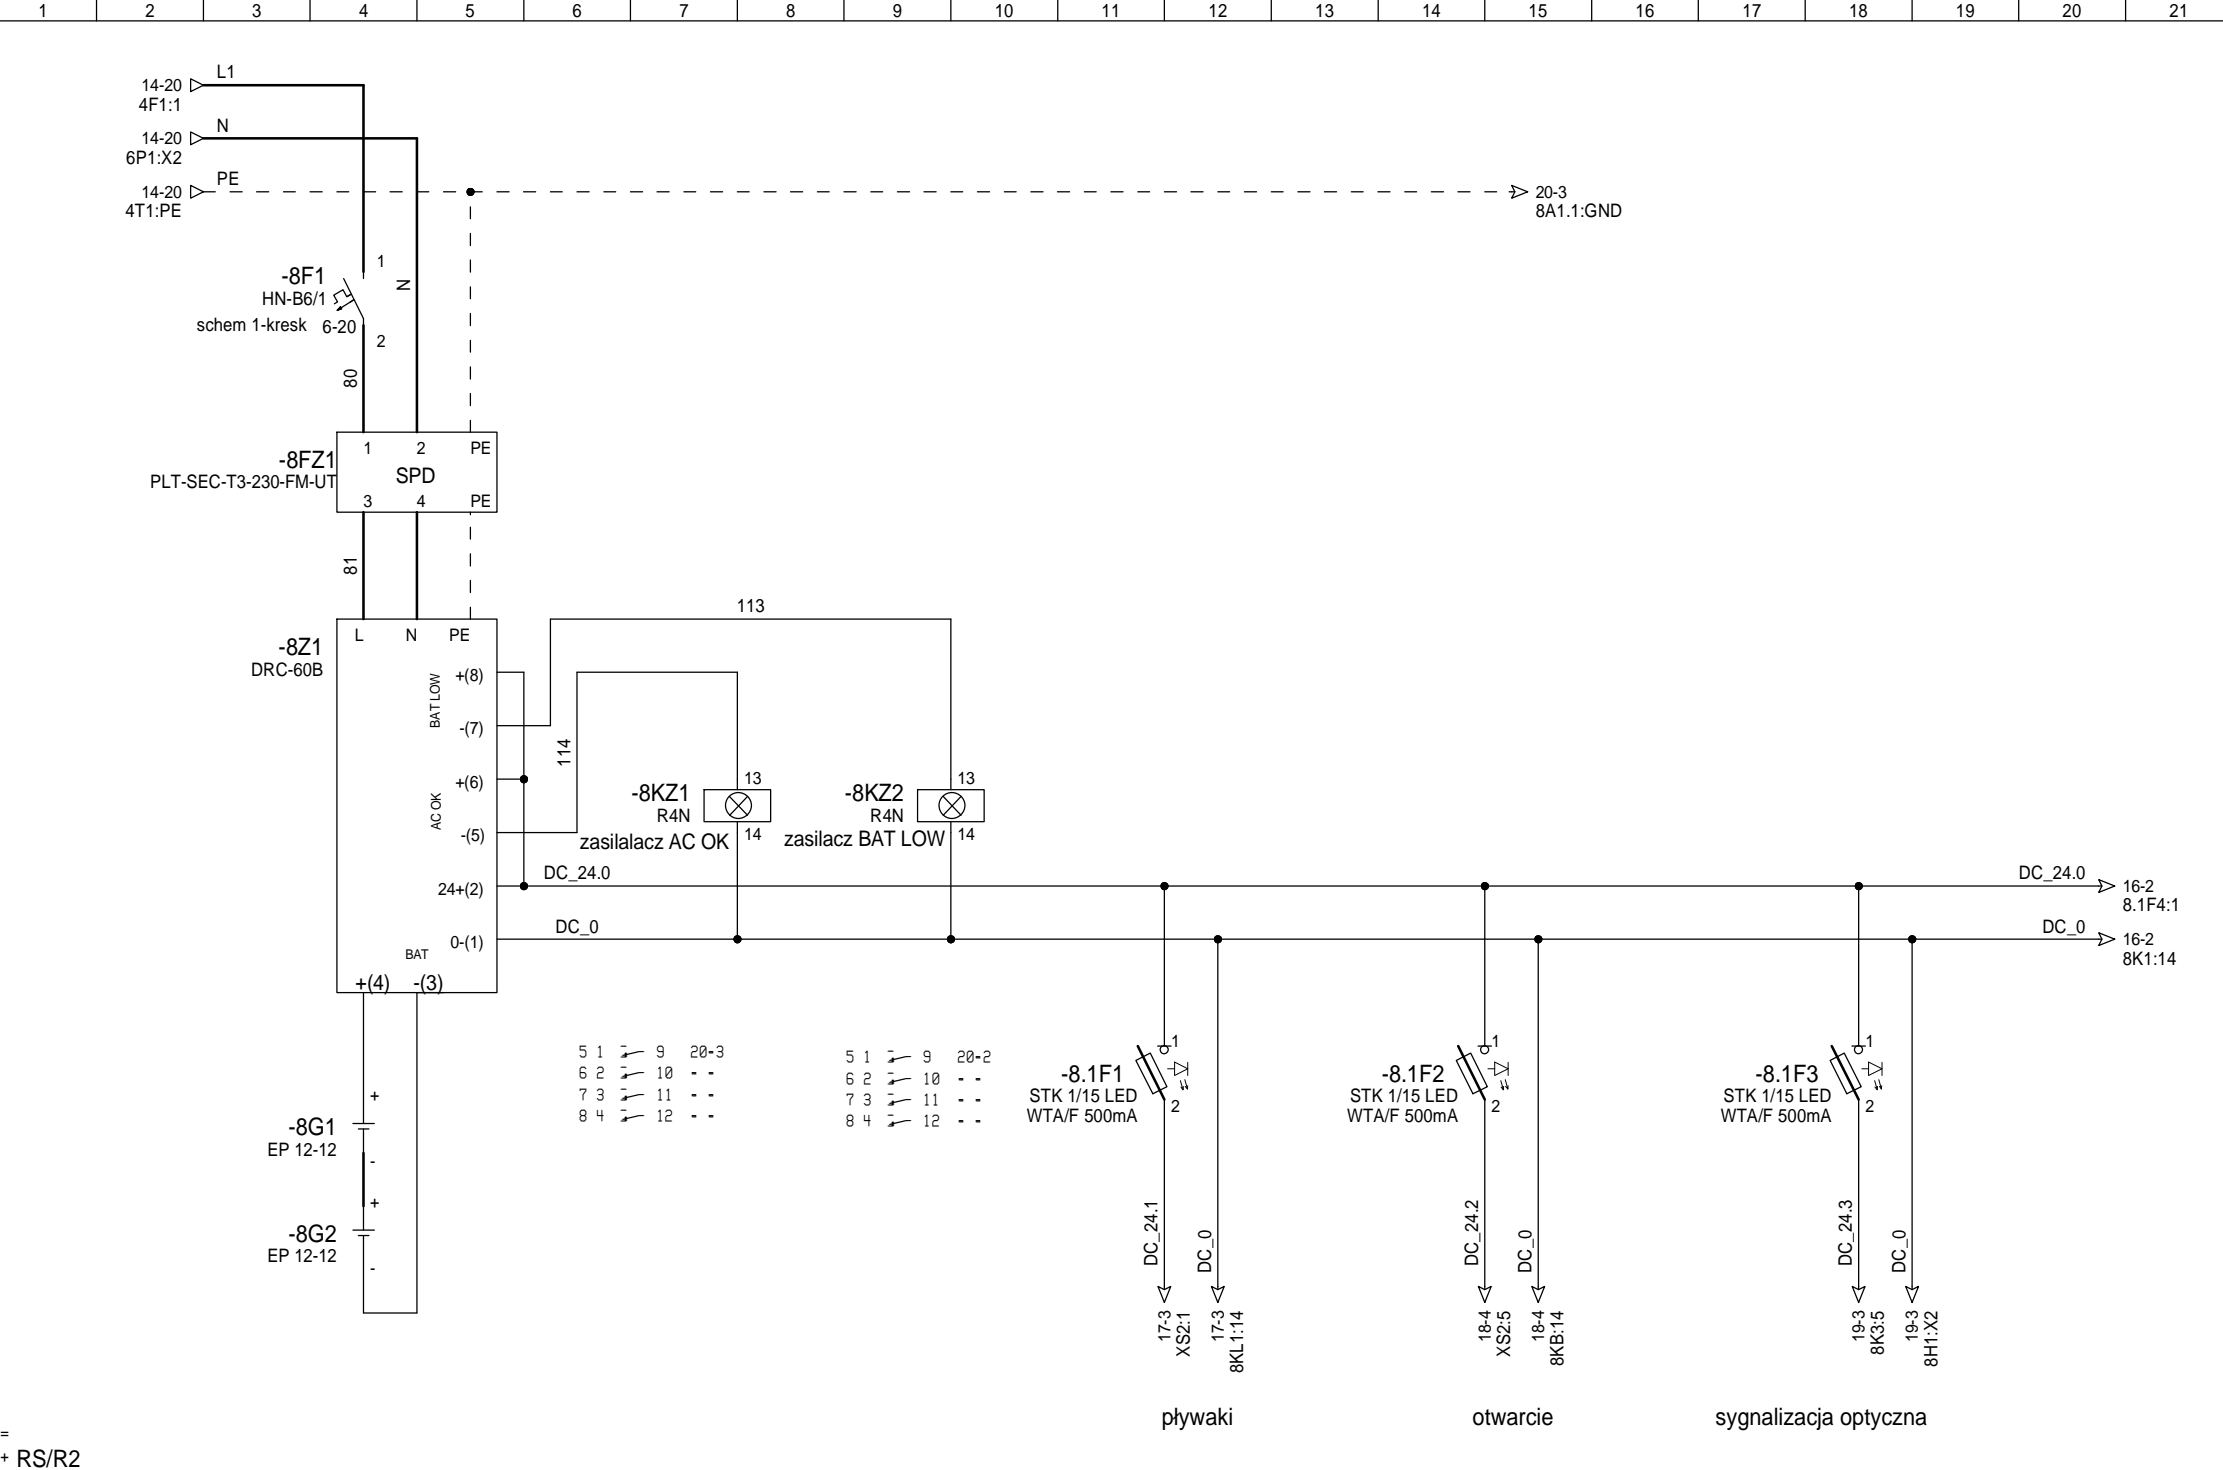 1 2 3 4 5 6 7 8 9 10 11 12 13 14 15 16 17 18 19 20 21
L1
14-20
4F1:1
N
14-20
6P1:X2
PE
14-20
4T1:PE
20-3
8A1.1:GND
1
-8F1
HN-B6/1
schem 1-kresk 6-20
2
N
80
1 2 PE
-8FZ1
PLT-SEC-T3-230-FM-UT
SPD
3 4 PE
81
113
L N PE
-8Z1
DRC-60B
BAT LOW
+(8)
-(7)
114
+(6)
AC OK
-(5)
13
-8KZ1
R4N
zasilalacz AC OK
14
13
-8KZ2
R4N
zasilacz BAT LOW
14
24+(2)
DC_24.0
DC_24.0
16-2
8.1F4:1
0-(1)
DC_0
DC_0
16-2
8K1:14
BAT
+(4) -(3)
5 1 9 20-3
6 2 10 - -
7 3 11 - -
8 4 12 - -
5 1 9 20-2
6 2 10 - -
7 3 11 - -
8 4 12 - -
+
-8G1
EP 12-12
-
+
-8G2
EP 12-12
-
1
-8.1F1
STK 1/15 LED
WTA/F 500mA
2
1
-8.1F2
STK 1/15 LED
WTA/F 500mA
2
1
-8.1F3
STK 1/15 LED
WTA/F 500mA
2
DC_24.1
DC_0
DC_24.2
DC_0
DC_24.3
DC_0
17-3
XS2:1
17-3
8KL1:14
18-4
XS2:5
18-4
8KB:14
19-3
8K3:5
19-3
8H1:X2
pływaki
otwarcie
sygnalizacja optyczna
=
+ RS/R2